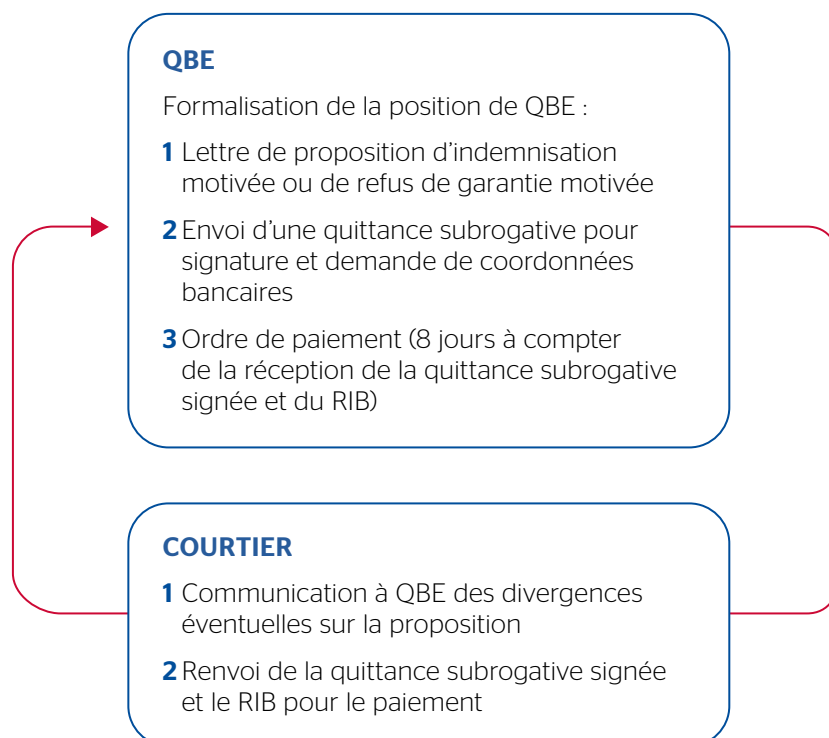 QBE
Formalisation de la position de QBE :
1 Lettre de proposition d’indemnisation
motivée ou de refus de garantie motivée
2 Envoi d’une quittance subrogative pour
signature et demande de coordonnées
bancaires
3 Ordre de paiement (8 jours à compter
de la réception de la quittance subrogative
signée et du RIB)
COURTIER
1 Communication à QBE des divergences
éventuelles sur la proposition
2 Renvoi de la quittance subrogative signée
et le RIB pour le paiement